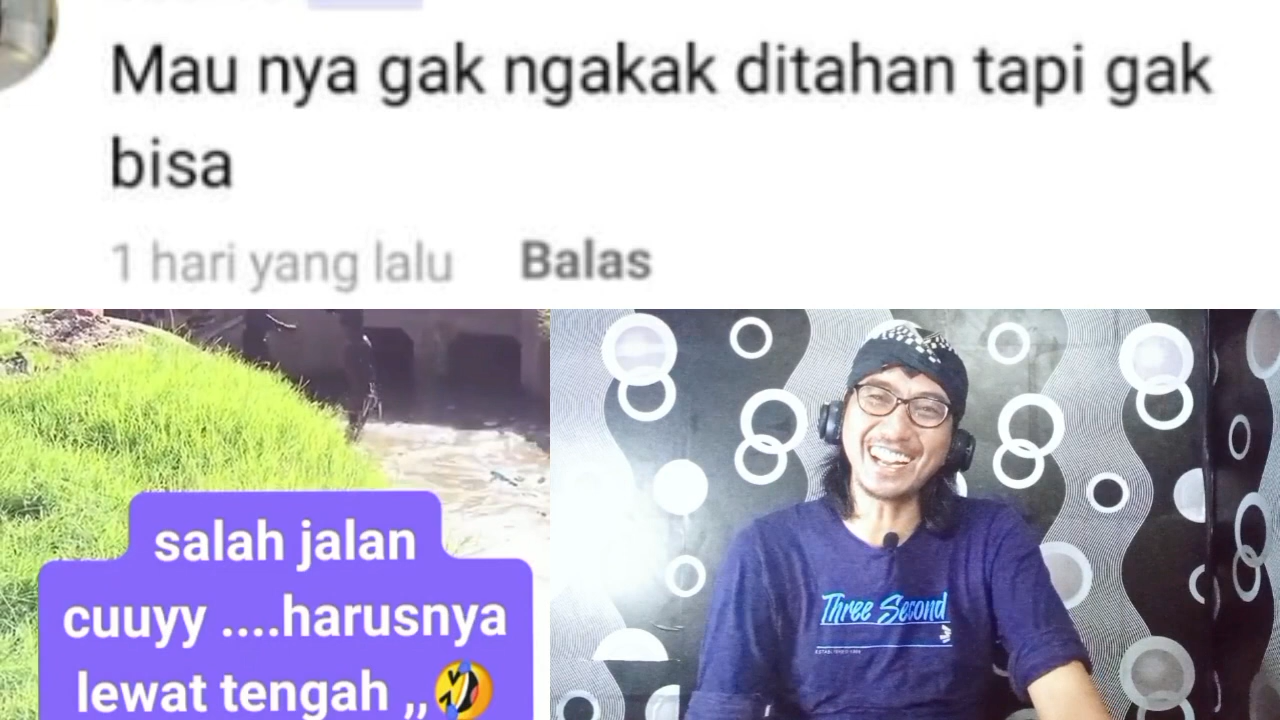 Mau nya gak ngakak ditahan tapi gak
bisa
1 hari yang lalu Balas
salah jalan
cuuyy ....harusnya
lewat tengah ,,🤣
Three Second